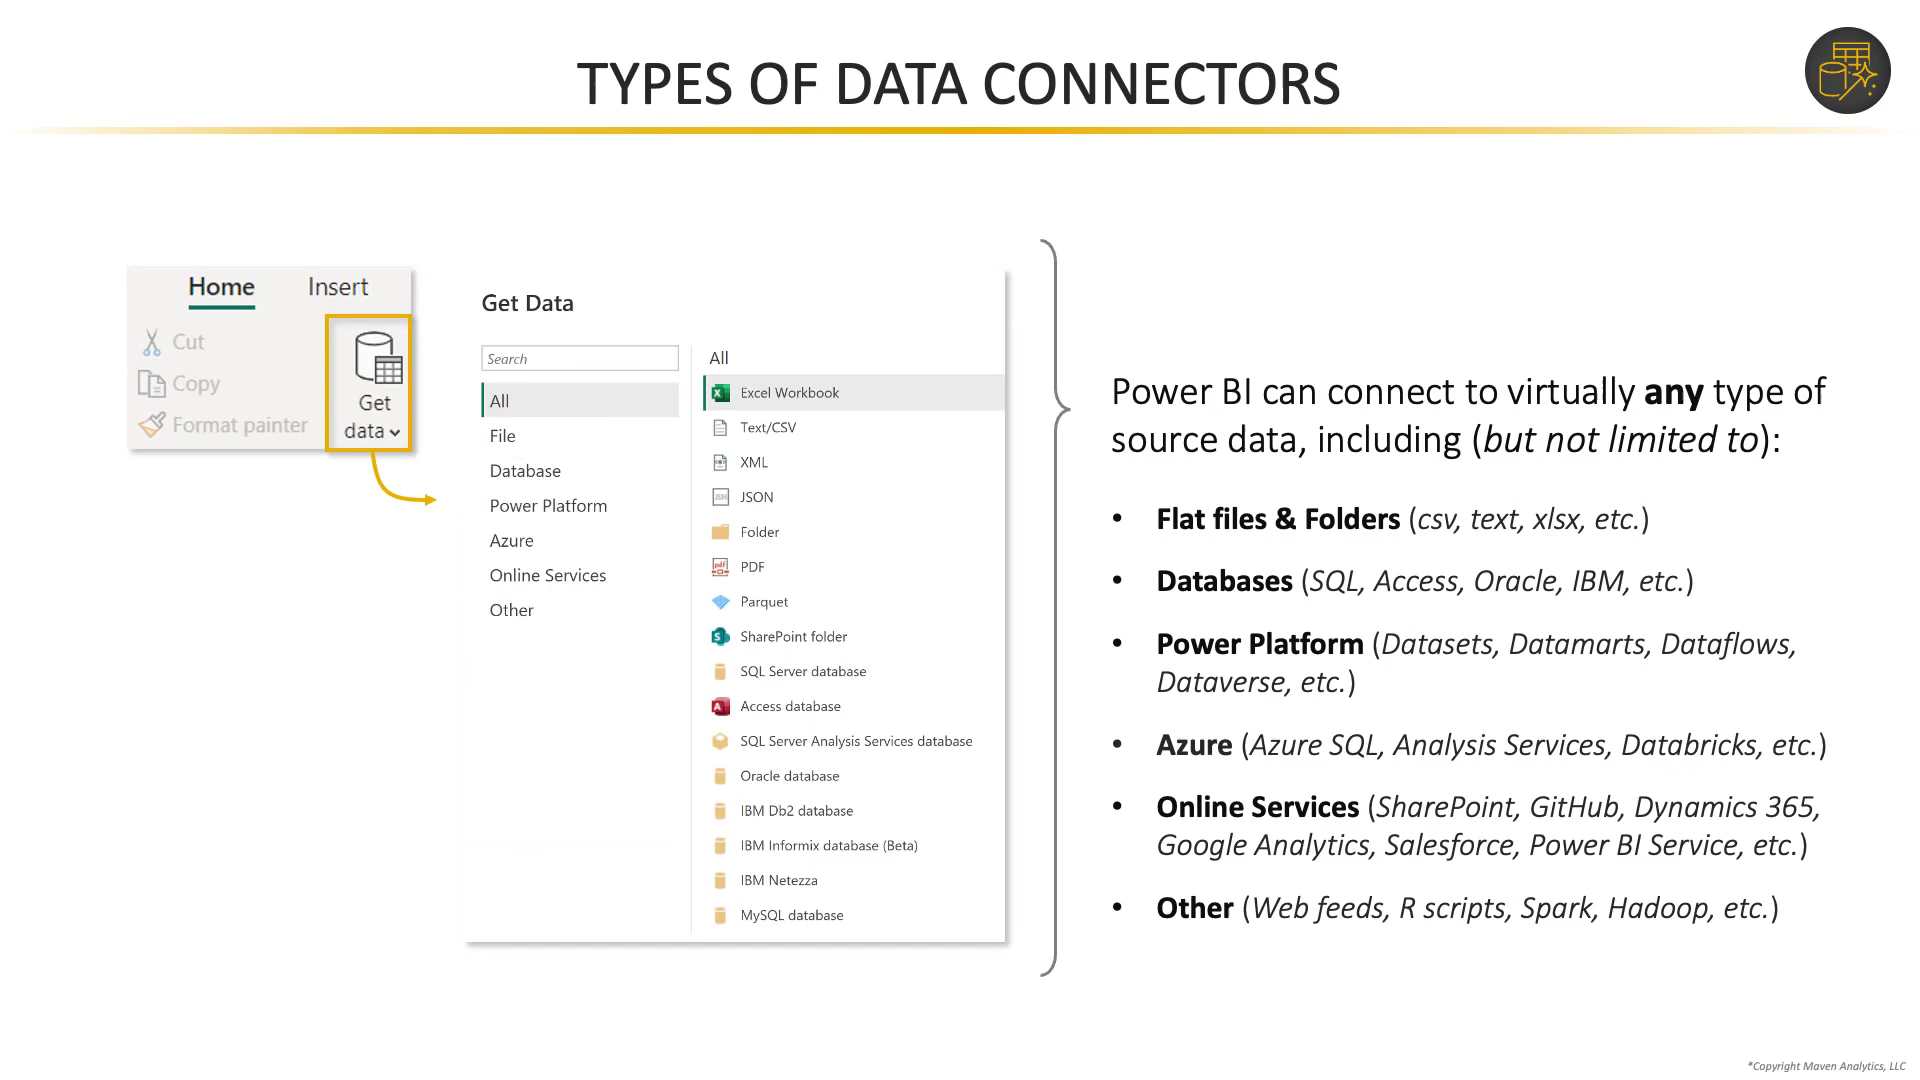 TYPES OF DATA CONNECTORS
Home Insert
Cut
Copy
Format painter
Get
data
Get Data
Search
All
File
Database
Power Platform
Azure
Online Services
Other
All
Excel Workbook
Text/CSV
XML
JSON
Folder
PDF
Parquet
SharePoint folder
SQL Server database
Access database
SQL Server Analysis Services database
Oracle database
IBM Db2 database
IBM Informix database (Beta)
IBM Netezza
MySQL database
Power BI can connect to virtually any type of
source data, including (but not limited to):
• Flat files & Folders (csv, text, xlsx, etc.)
• Databases (SQL, Access, Oracle, IBM, etc.)
• Power Platform (Datasets, Datamarts, Dataflows,
Dataverse, etc.)
• Azure (Azure SQL, Analysis Services, Databricks, etc.)
• Online Services (SharePoint, GitHub, Dynamics 365,
Google Analytics, Salesforce, Power BI Service, etc.)
• Other (Web feeds, R scripts, Spark, Hadoop, etc.)
*Copyright Maven Analytics, LLC